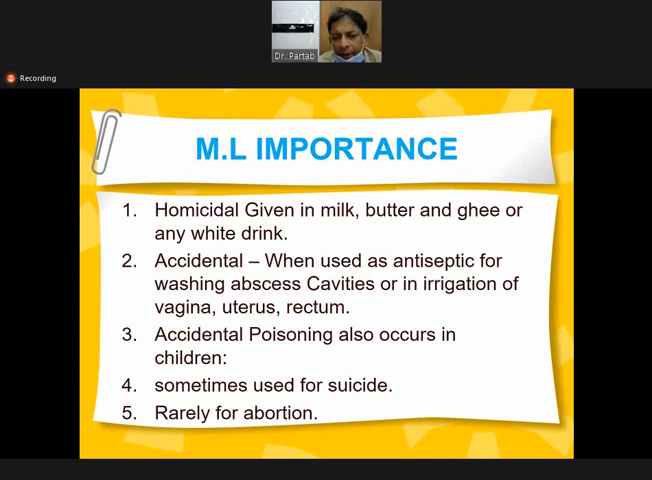 Dr. Partab
Recording
M.L IMPORTANCE
1. Homicidal Given in milk, butter and ghee or
any white drink.
2. Accidental – When used as antiseptic for
washing abscess Cavities or in irrigation of
vagina, uterus, rectum.
3. Accidental Poisoning also occurs in
children:
4. sometimes used for suicide.
5. Rarely for abortion.